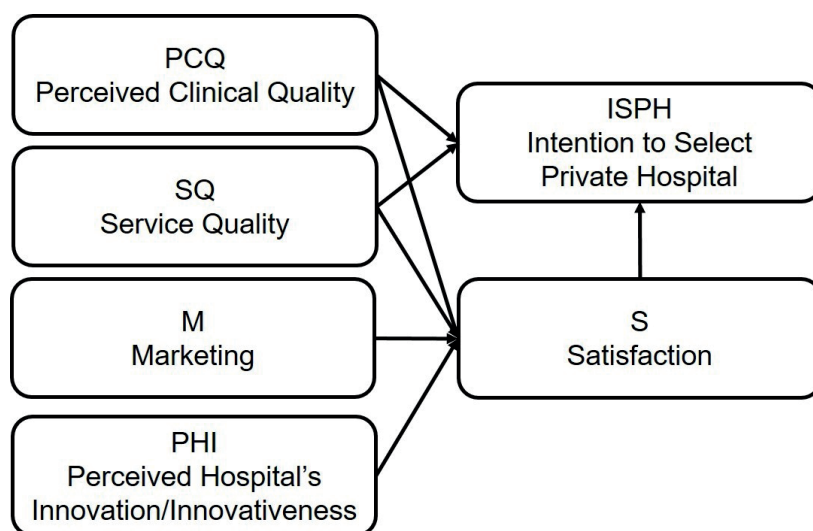 PCQ
Perceived Clinical Quality
SQ
Service Quality
M
Marketing
PHI
Perceived Hospital’s
Innovation/Innovativeness
ISPH
Intention to Select
Private Hospital
S
Satisfaction